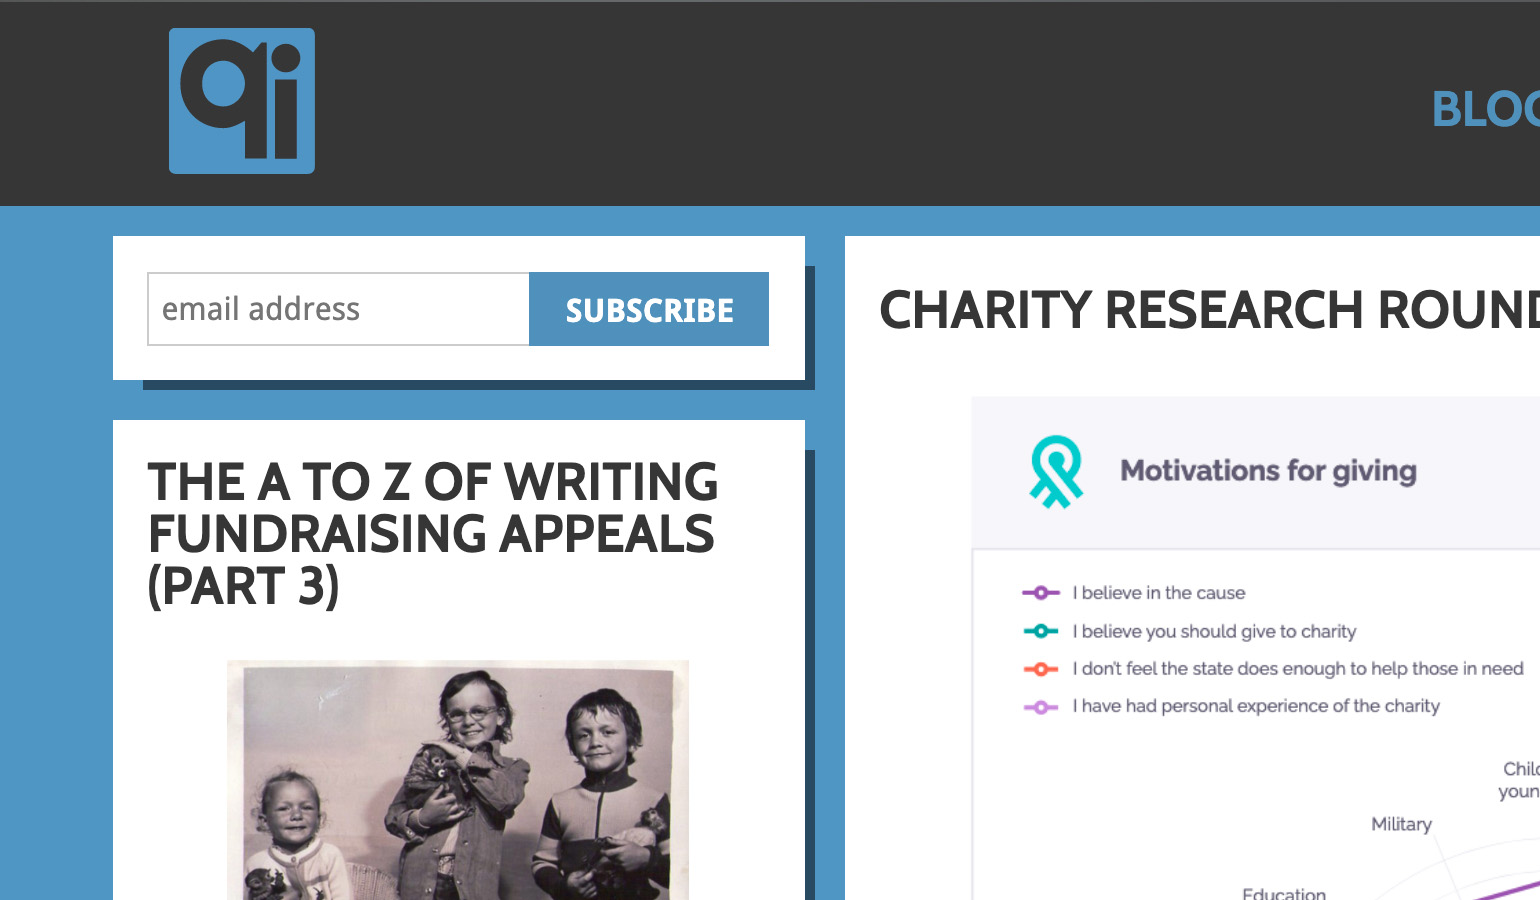 qi
BLOG
email address
SUBSCRIBE
THE A TO Z OF WRITING
FUNDRAISING APPEALS
(PART 3)
CHARITY RESEARCH ROUND
Motivations for giving
I believe in the cause
I believe you should give to charity
I don't feel the state does enough to help those in need
I have had personal experience of the charity
Chil
youn
Military
Education